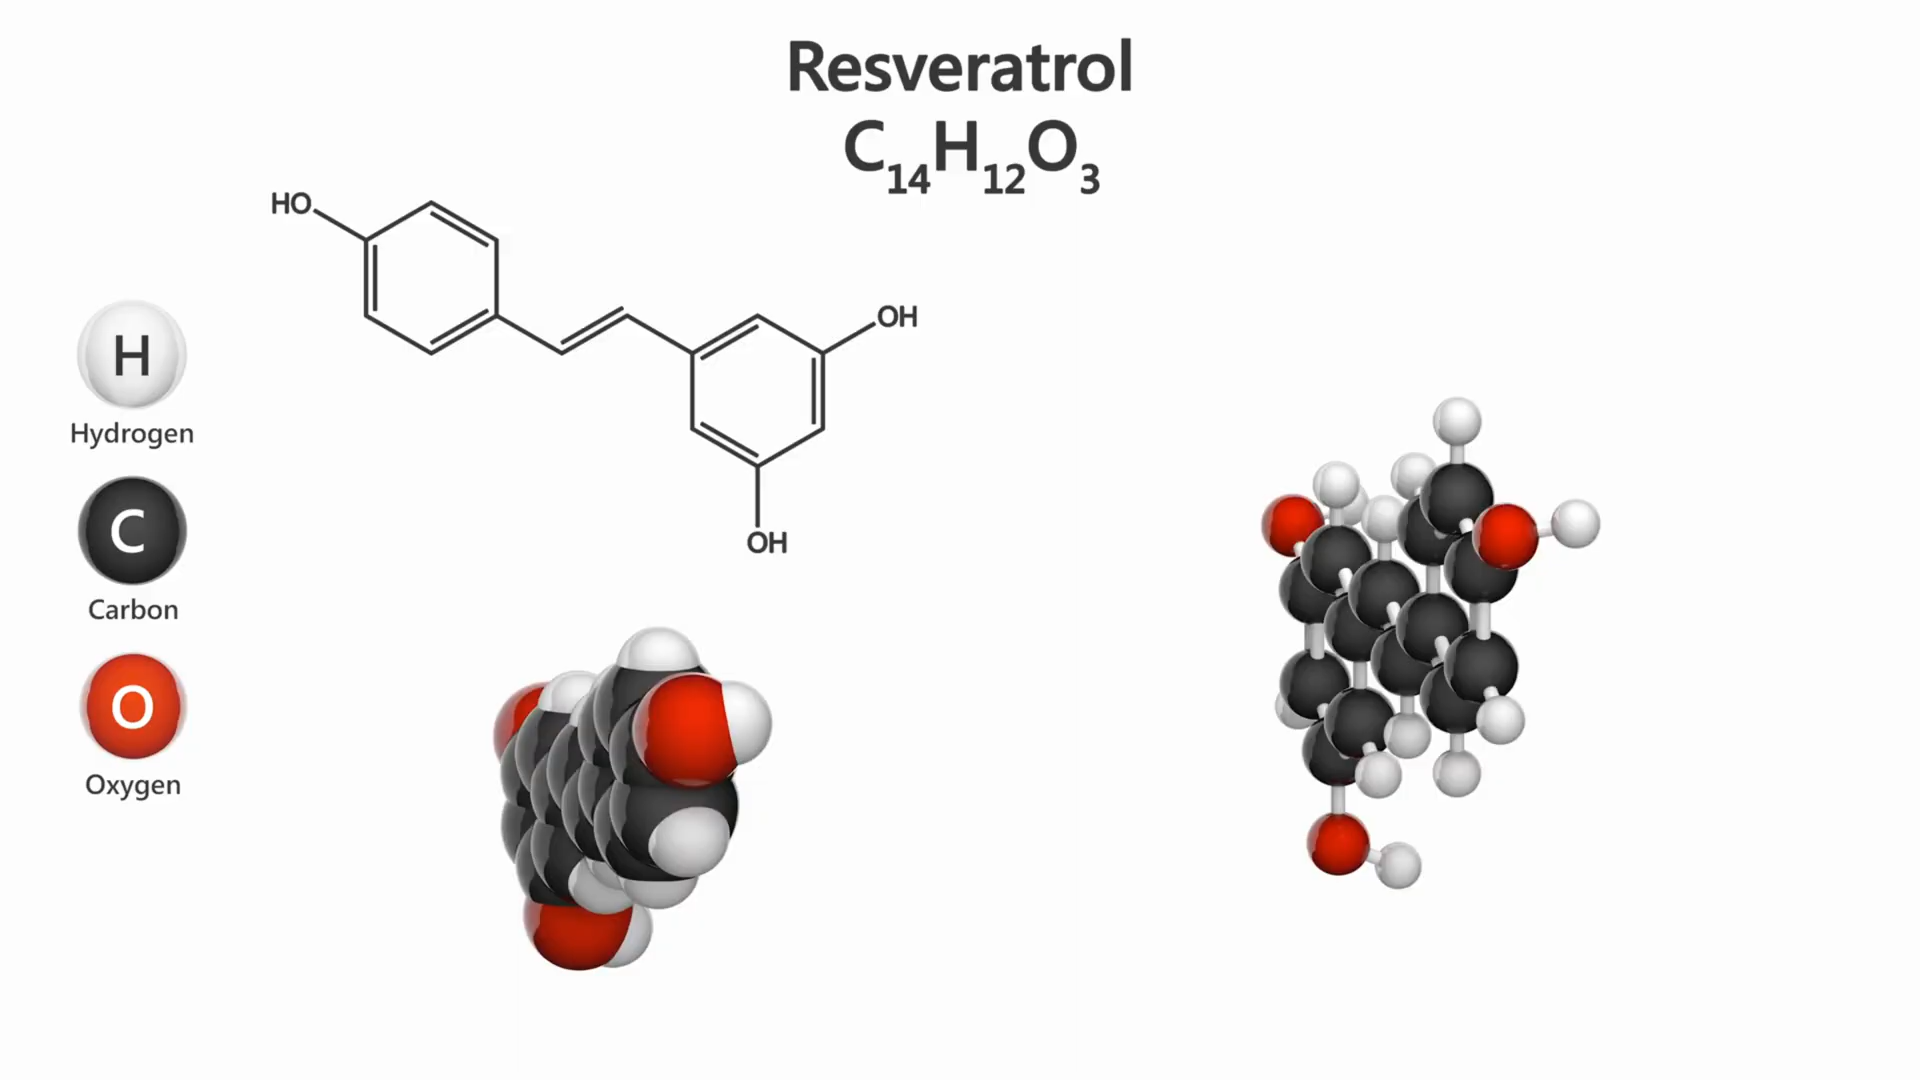 Resveratrol
C₁₄H₁₂O₃
HO
OH
OH
H
Hydrogen
C
Carbon
O
Oxygen